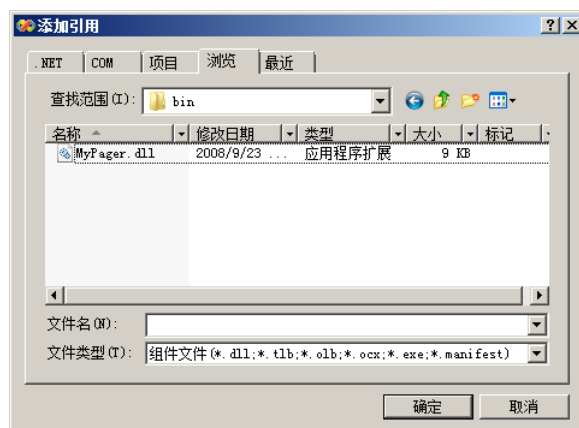 添加引用
.NET COM 项目 浏览 最近
查找范围(I): bin
名称 修改日期 类型 大小 标记
MyPager.dll 2008/9/23 ... 应用程序扩展 9 KB
文件名(N):
文件类型(T): 组件文件(*.dll;*.tlb;*.olb;*.ocx;*.exe;*.manifest)
确定 取消